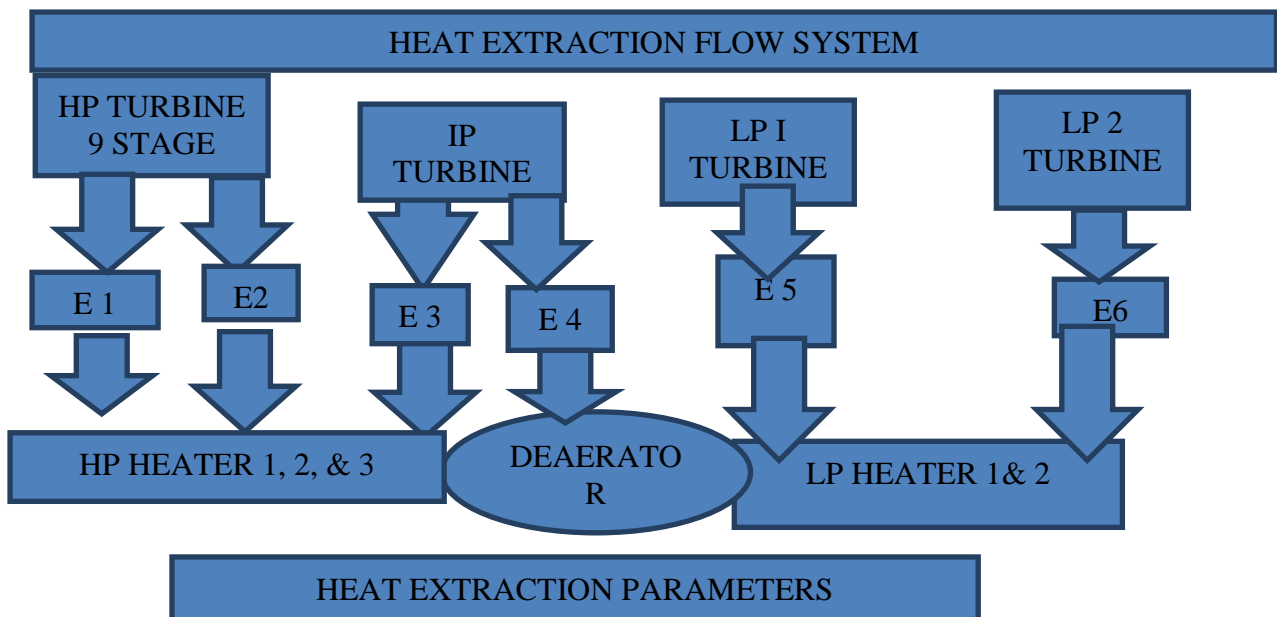 HEAT EXTRACTION FLOW SYSTEM
HP TURBINE
9 STAGE
IP
TURBINE
LP I
TURBINE
LP 2
TURBINE
E 1
E2
E 3
E 4
E 5
E6
HP HEATER 1, 2, & 3
DEAERATO
R
LP HEATER 1& 2
HEAT EXTRACTION PARAMETERS